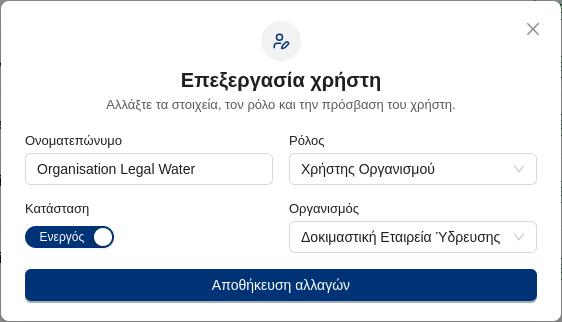 Επεξεργασία χρήστη
Αλλάξτε τα στοιχεία, τον ρόλο και την πρόσβαση του χρήστη.
Ονοματεπώνυμο
Organisation Legal Water
Ρόλος
Χρήστης Οργανισμού
Κατάσταση
Ενεργός
Οργανισμός
Δοκιμαστική Εταιρεία Ύδρευσης
Αποθήκευση αλλαγών